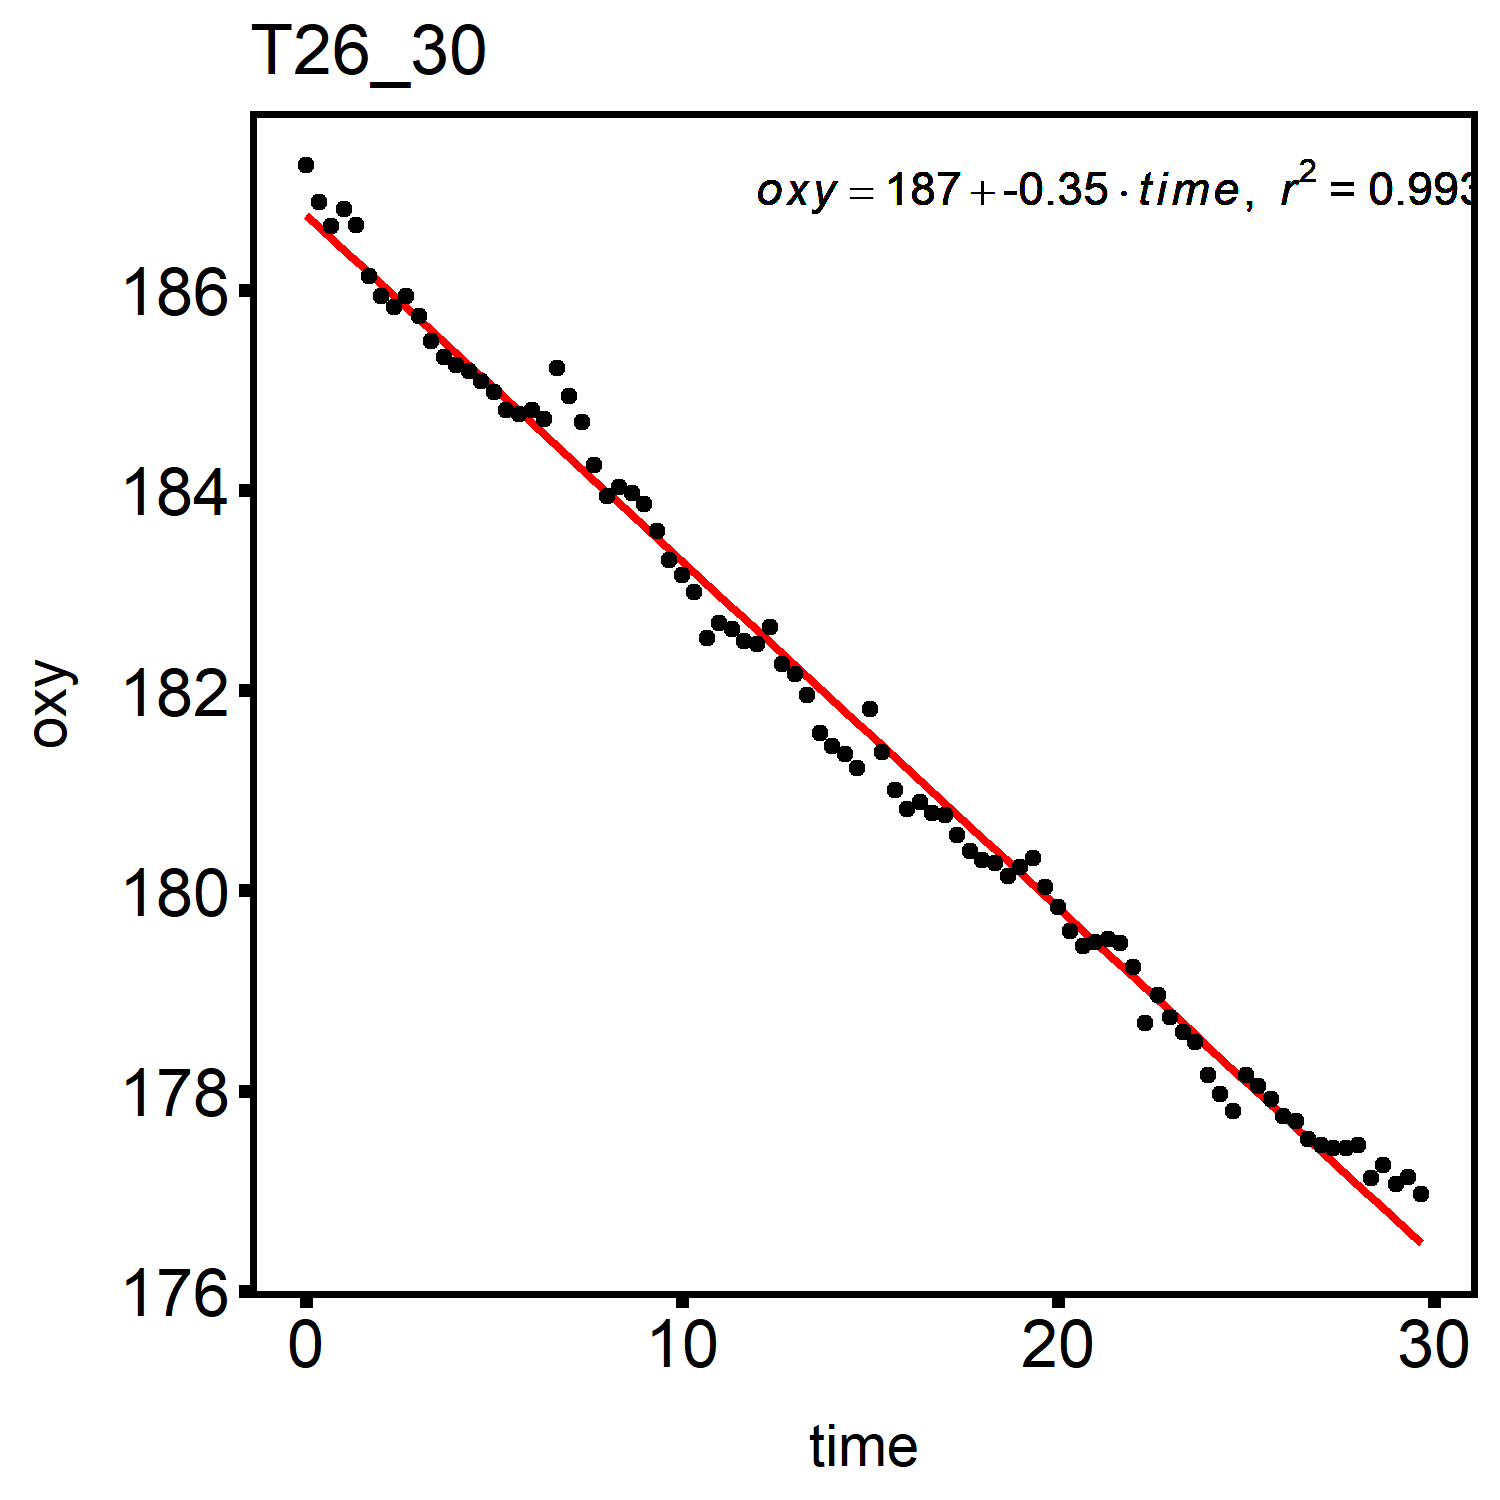 T26_30
oxy = 187 + -0.35 · time, r² = 0.993
186
184
182
180
178
176
oxy
0 10 20 30
time